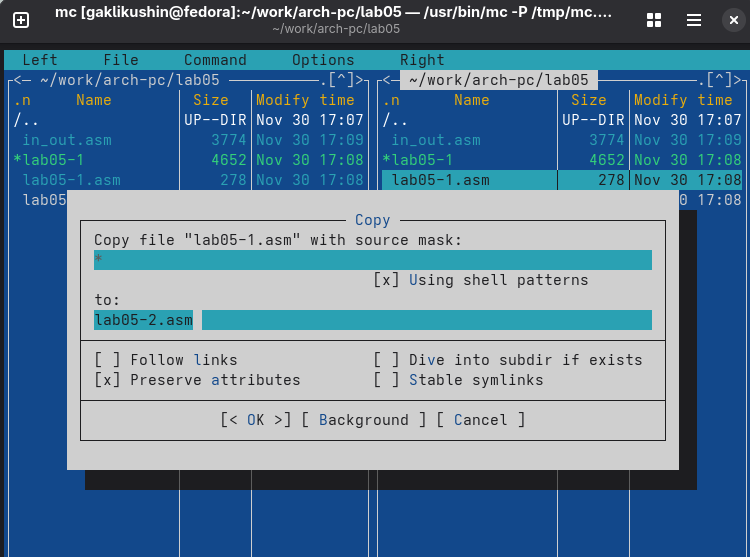 mc [gaklikushin@fedora]:~/work/arch-pc/lab05 — /usr/bin/mc -P /tmp/mc....
~/work/arch-pc/lab05
Left File Command Options Right
<— ~/work/arch-pc/lab05 .[^]> <— ~/work/arch-pc/lab05 .[^]>
.n Name Size Modify time .n Name Size Modify time
/.. UP--DIR Nov 30 17:07 /.. UP--DIR Nov 30 17:07
in_out.asm 3774 Nov 30 17:09 in_out.asm 3774 Nov 30 17:09
*lab05-1 4652 Nov 30 17:08 *lab05-1 4652 Nov 30 17:08
lab05-1.asm 278 Nov 30 17:08 lab05-1.asm 278 Nov 30 17:08
lab05 0 17:08
Copy
Copy file "lab05-1.asm" with source mask:
*
[x] Using shell patterns
to:
lab05-2.asm
[ ] Follow links [ ] Dive into subdir if exists
[x] Preserve attributes [ ] Stable symlinks
[< OK >] [ Background ] [ Cancel ]